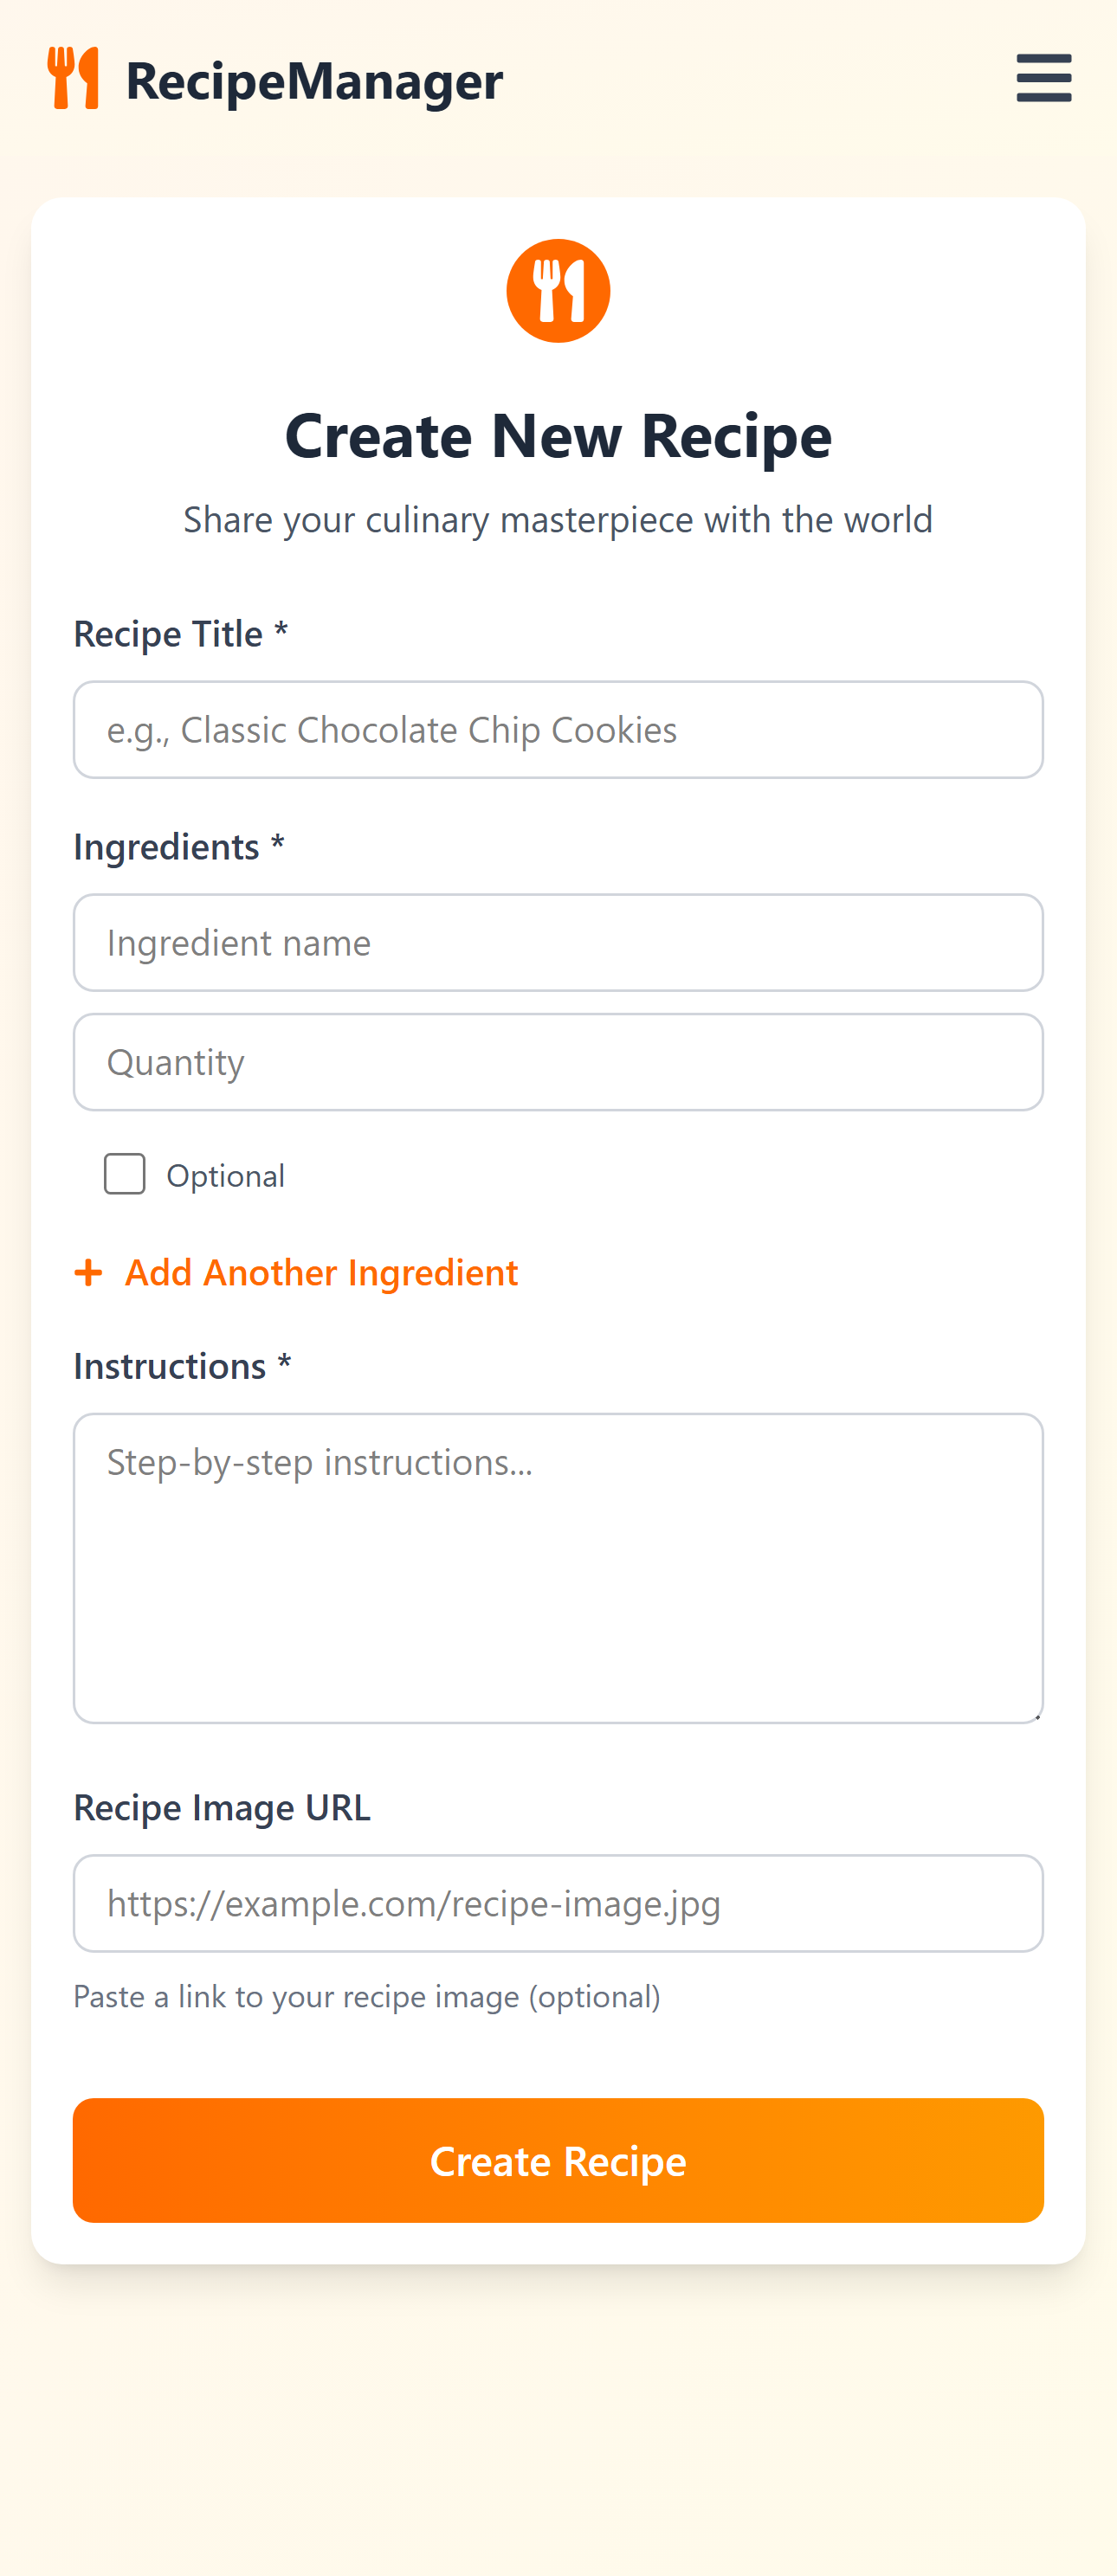 RecipeManager
Create New Recipe
Share your culinary masterpiece with the world
Recipe Title *
e.g., Classic Chocolate Chip Cookies
Ingredients *
Ingredient name
Quantity
Optional
+ Add Another Ingredient
Instructions *
Step-by-step instructions...
Recipe Image URL
https://example.com/recipe-image.jpg
Paste a link to your recipe image (optional)
Create Recipe